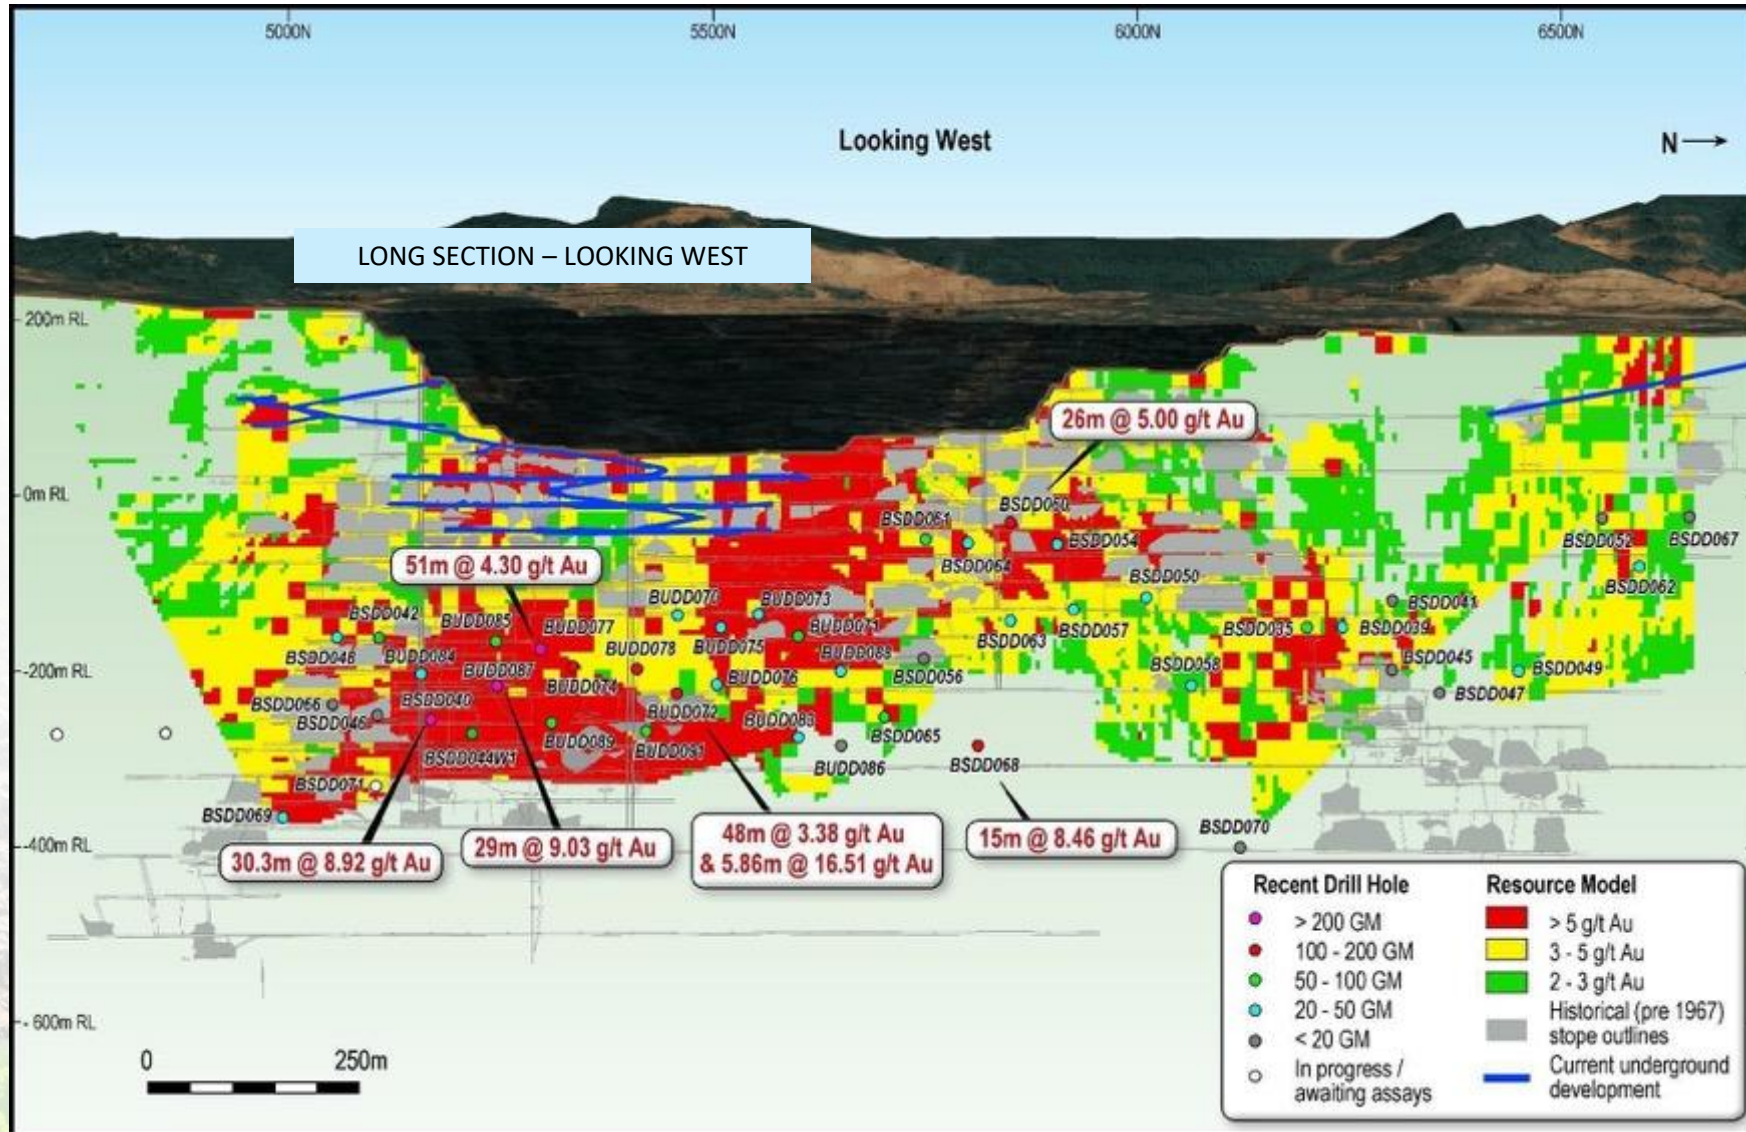 5000N
5500N
6000N
6500N
Looking West
N
LONG SECTION – LOOKING WEST
200m RL
26m @ 5.00 g/t Au
0m RL
BSDD060
BSDD061
BSDD054
BSDD052
BSDD067
BSDD064
51m @ 4.30 g/t Au
BSDD050
BSDD062
BUDD070
BUDD073
BSDD042
BUDD085
BUDD077
BUDD071
BSDD041
BSDD063
BSDD057
BSDD035
BSDD039
BUDD078
BUDD075
BSDD048
BUDD084
BUDD087
BUDD088
BSDD045
-200m RL
BUDD074
BUDD076
BSDD056
BSDD058
BSDD049
BSDD066
BSDD040
BSDD047
BSDD046
BUDD072
BUDD083
BUDD089
BUDD091
BSDD065
BSDD044W1
BUDD086
BSDD068
BSDD071
BSDD069
BSDD070
-400m RL
30.3m @ 8.92 g/t Au
29m @ 9.03 g/t Au
48m @ 3.38 g/t Au
& 5.86m @ 16.51 g/t Au
15m @ 8.46 g/t Au
- 600m RL
0
250m
Recent Drill Hole
> 200 GM
100 - 200 GM
50 - 100 GM
20 - 50 GM
< 20 GM
In progress /
awaiting assays
Resource Model
> 5 g/t Au
3 - 5 g/t Au
2 - 3 g/t Au
Historical (pre 1967)
stope outlines
Current underground
development